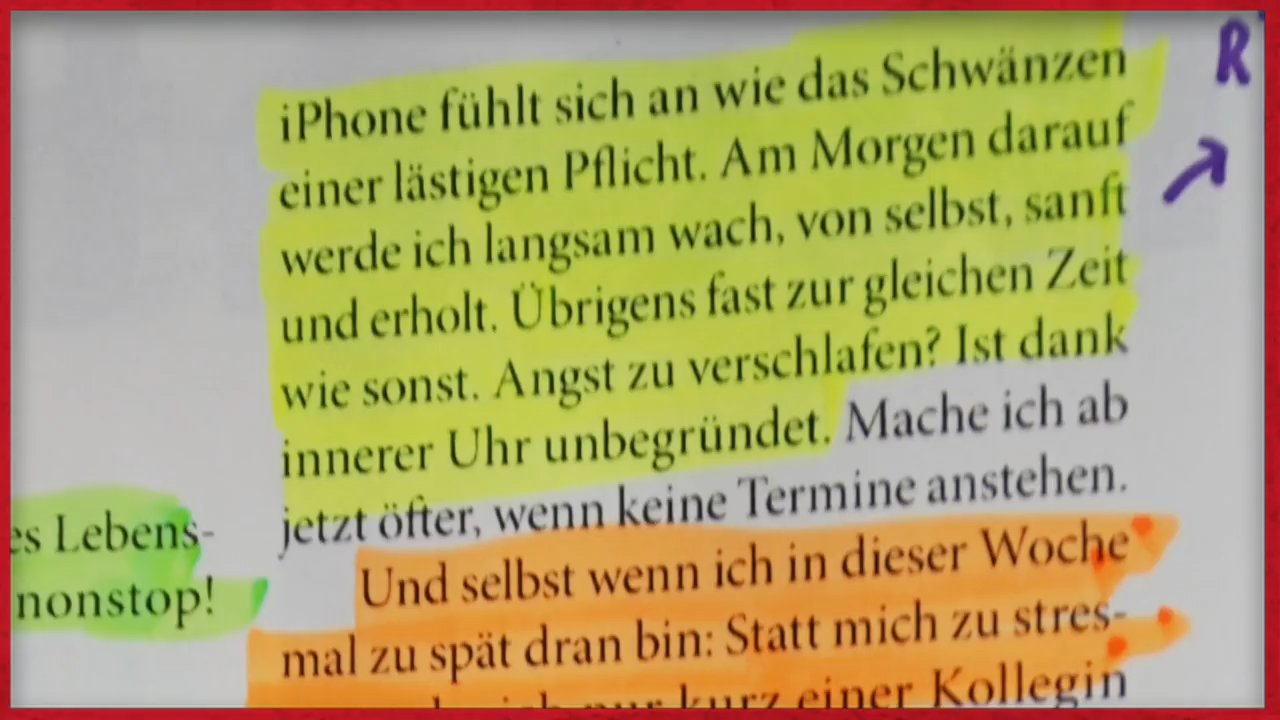 R
iPhone fühlt sich an wie das Schwänzen
einer lästigen Pflicht. Am Morgen darauf
werde ich langsam wach, von selbst, sanft
und erholt. Übrigens fast zur gleichen Zeit
wie sonst. Angst zu verschlafen? Ist dank
innerer Uhr unbegründet. Mache ich ab
jetzt öfter, wenn keine Termine anstehen.
Und selbst wenn ich in dieser Woche
mal zu spät dran bin: Statt mich zu stres-
ich nur kurz einer Kollegin
es Lebens-
nonstop!